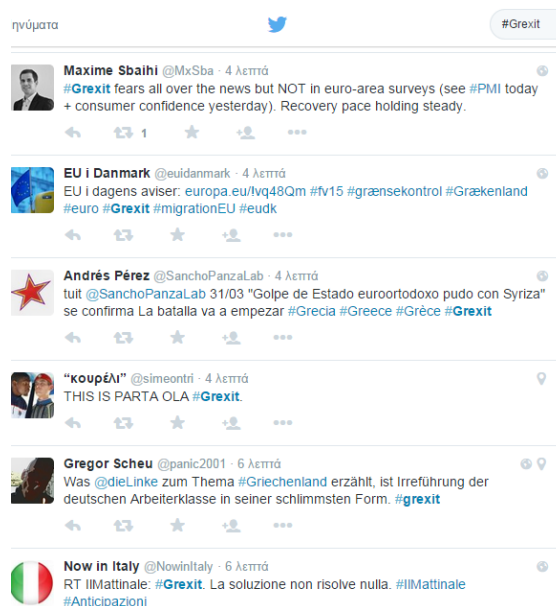 ηνύματα
#Grexit
Maxime Sbaihi @MxSba · 4 λεπτά
#Grexit fears all over the news but NOT in euro-area surveys (see #PMI today
+ consumer confidence yesterday). Recovery pace holding steady.
1
EU i Danmark @euidanmark · 4 λεπτά
EU i dagens aviser: europa.eu/!vq48Qm #fv15 #grænsekontrol #Grækenland
#euro #Grexit #migrationEU #eudk
Andrés Pérez @SanchoPanzaLab · 4 λεπτά
tuit @SanchoPanzaLab 31/03 "Golpe de Estado euroortodoxo pudo con Syriza"
se confirma La batalla va a empezar #Grecia #Greece #Grèce #Grexit
“κουρέλι” @simeontri · 4 λεπτά
THIS IS PARTA OLA #Grexit.
Gregor Scheu @panic2001 · 6 λεπτά
Was @dieLinke zum Thema #Griechenland erzählt, ist Irreführung der
deutschen Arbeiterklasse in seiner schlimmsten Form. #grexit
Now in Italy @NowinItaly · 6 λεπτά
RT IlMattinale: #Grexit. La soluzione non risolve nulla. #IlMattinale
#Anticipazioni